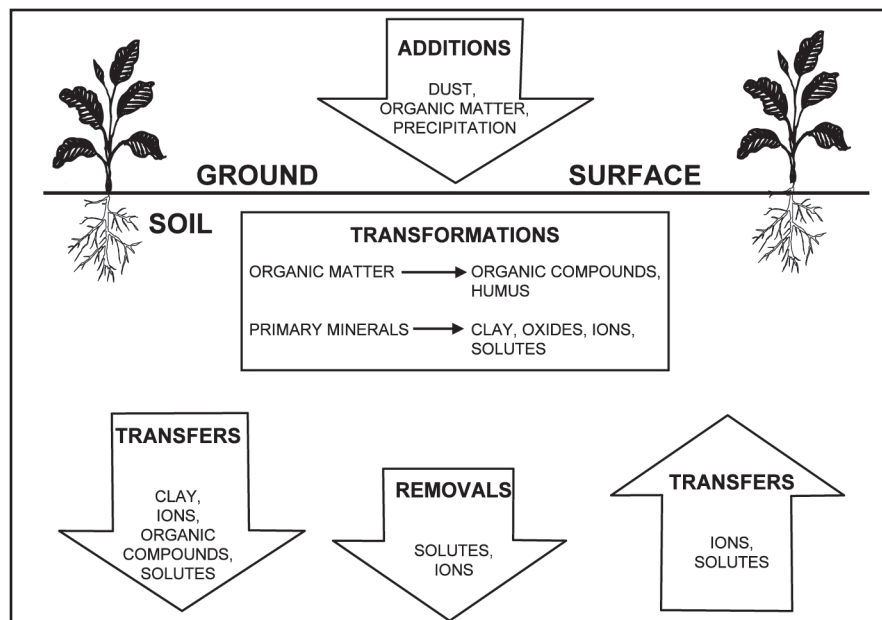 ADDITIONS
DUST,
ORGANIC MATTER,
PRECIPITATION
GROUND SURFACE
SOIL
TRANSFORMATIONS
ORGANIC MATTER ORGANIC COMPOUNDS,
HUMUS
PRIMARY MINERALS CLAY, OXIDES, IONS,
SOLUTES
TRANSFERS
CLAY,
IONS,
ORGANIC
COMPOUNDS,
SOLUTES
REMOVALS
SOLUTES,
IONS
TRANSFERS
IONS,
SOLUTES